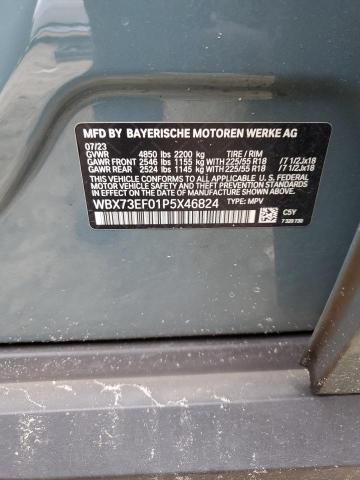 MFD BY BAYERISCHE MOTOREN WERKE AG
07/23
GVWR 4850 lbs 2200 kg TIRE / RIM
GAWR FRONT 2546 lbs 1155 kg WITH 225/55 R18 /7 1/2Jx18
GAWR REAR 2524 lbs 1145 kg WITH 225/55 R18 /7 1/2Jx18
THIS VEHICLE CONFORMS TO ALL APPLICABLE U.S. FEDERAL
MOTOR VEHICLE SAFETY, BUMPER, AND THEFT PREVENTION
STANDARDS IN EFFECT ON THE DATE OF MANUFACTURE SHOWN ABOVE.
WBX73EF01P5X46824 TYPE: MPV
C5Y